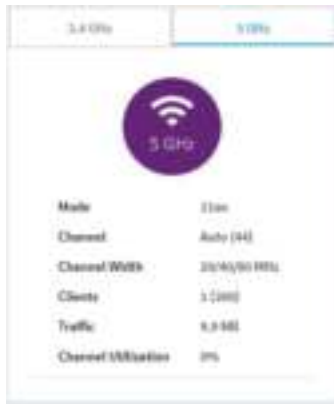 2.4 GHz
5 GHz
5 GHz
Mode 11ac
Channel Auto (44)
Channel Width 20/40/80 MHz
Clients
Traffic
Channel Utilization 0%